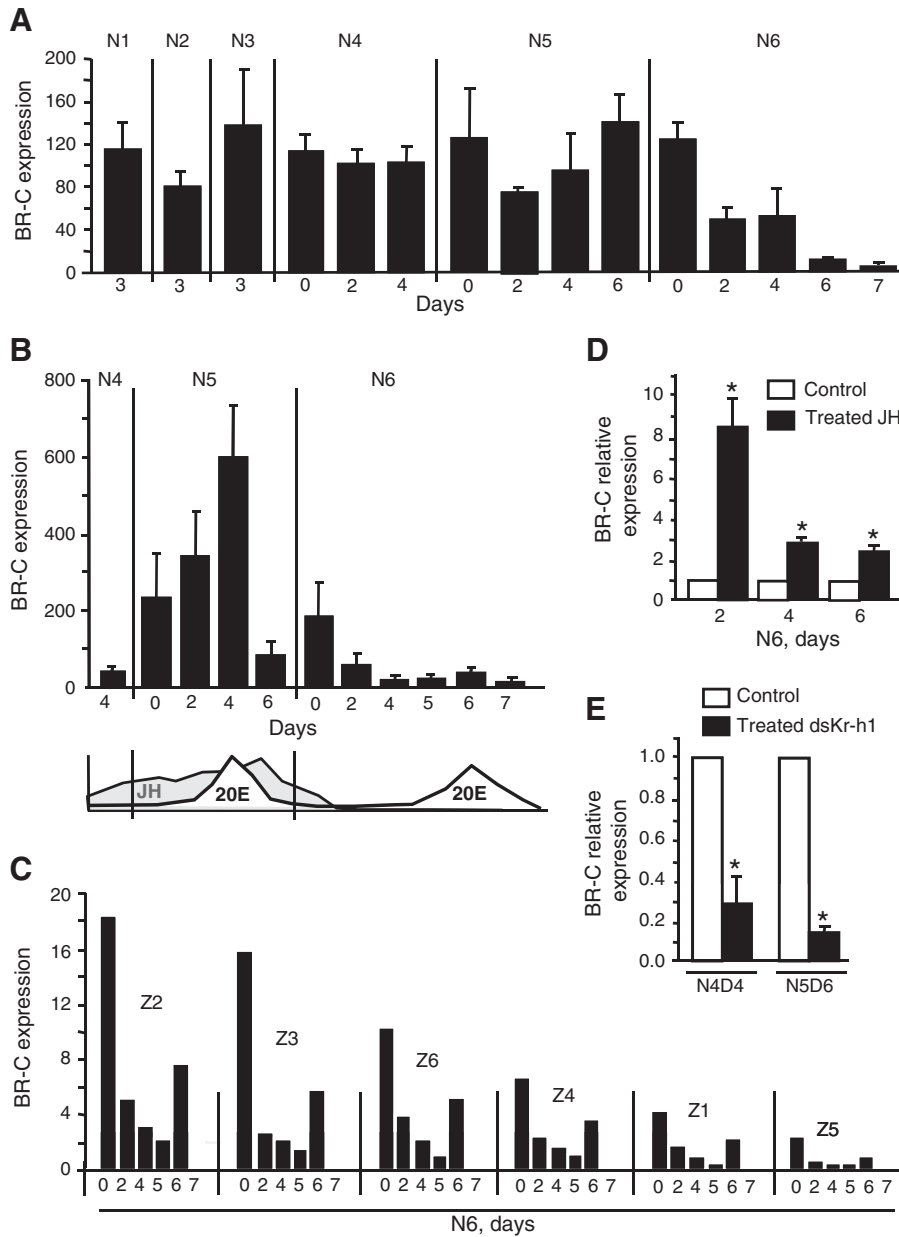 A
N1 N2 N3 N4 N5 N6
BR-C expression
200
160
120
80
40
0
3 3 3 0 2 4 0 2 4 6 0 2 4 6 7
Days
B
N4 N5 N6
BR-C expression
800
600
400
200
0
4 0 2 4 6 0 2 4 5 6 7
Days
JH 20E 20E
D
Control
Treated JH
BR-C relative
expression
10
8
6
4
2
0
2 4 6
N6, days
E
Control
Treated dsKr-h1
BR-C relative
expression
1.0
0.8
0.6
0.4
0.2
0.0
* *
N4D4 N5D6
* * *
C
BR-C expression
20
16
12
8
4
0
Z2 Z3 Z6 Z4 Z1 Z5
0 2 4 5 6 7 0 2 4 5 6 7 0 2 4 5 6 7 0 2 4 5 6 7 0 2 4 5 6 7 0 2 4 5 6 7
N6, days